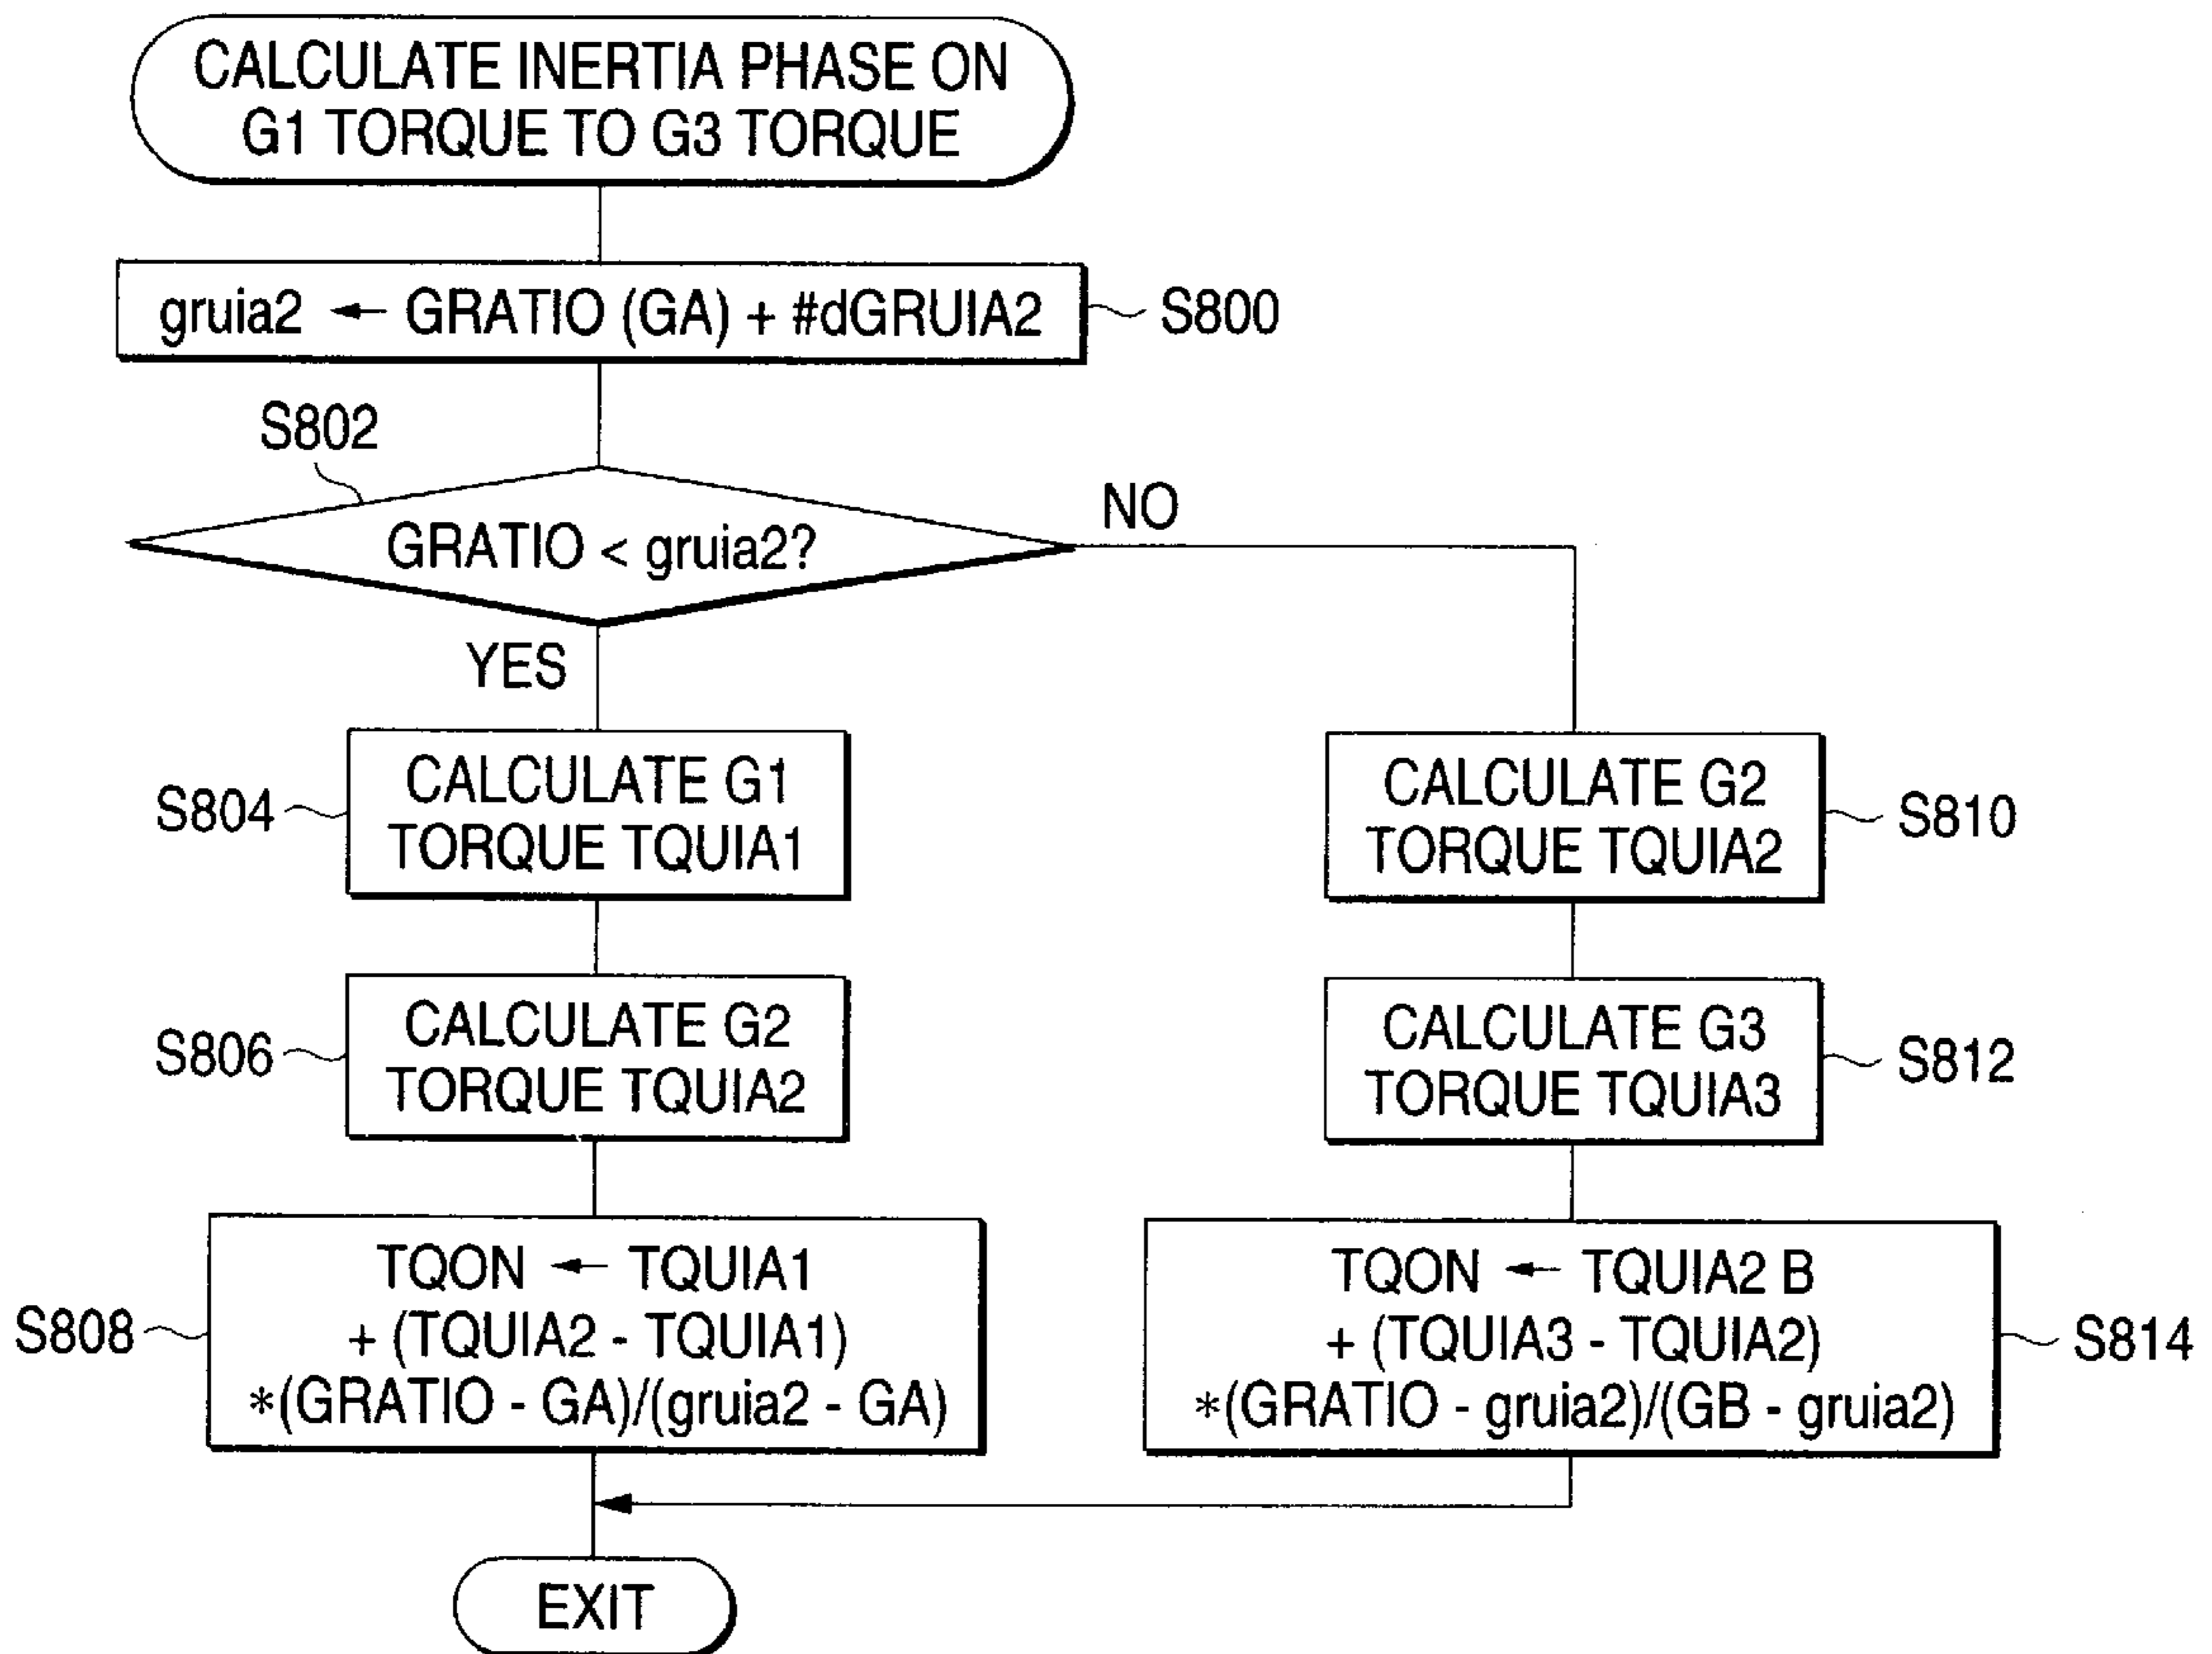 CALCULATE INERTIA PHASE ON
G1 TORQUE TO G3 TORQUE
gruia2 ← GRATIO (GA) + #dGRUIA2
S800
S802
GRATIO < gruia2?
NO
YES
S804
CALCULATE G1
TORQUE TQUIA1
S806
CALCULATE G2
TORQUE TQUIA2
S808
TQON ← TQUIA1
+ (TQUIA2 - TQUIA1)
*(GRATIO - GA)/(gruia2 - GA)
CALCULATE G2
TORQUE TQUIA2
S810
CALCULATE G3
TORQUE TQUIA3
S812
TQON ← TQUIA2 B
+ (TQUIA3 - TQUIA2)
*(GRATIO - gruia2)/(GB - gruia2)
S814
EXIT